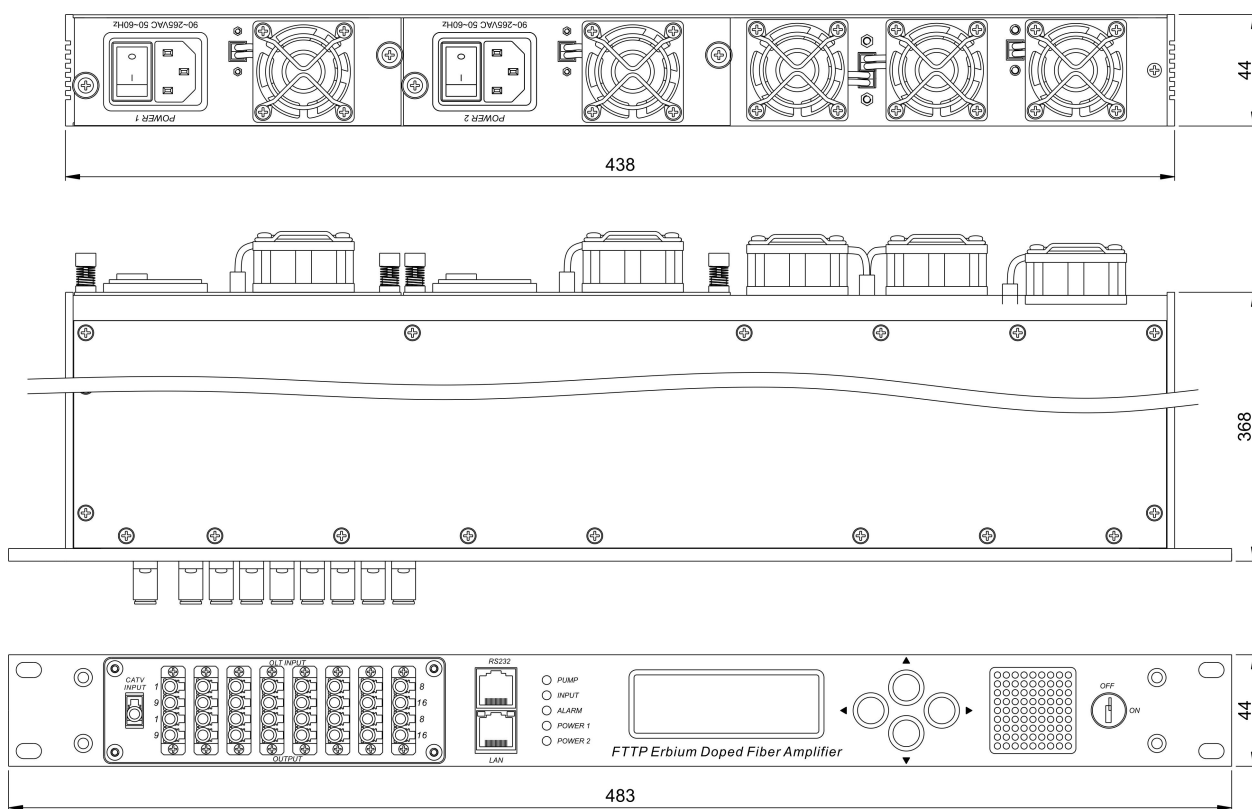 90~265VAC 50~60Hz
90~265VAC 50~60Hz
POWER 1
POWER 2
44
438
368
OLT INPUT
RS232
CATV
INPUT
1
8
9
16
1
8
9
16
OUTPUT
LAN
PUMP
INPUT
ALARM
POWER 1
POWER 2
FTTP Erbium Doped Fiber Amplifier
OFF
ON
44
483